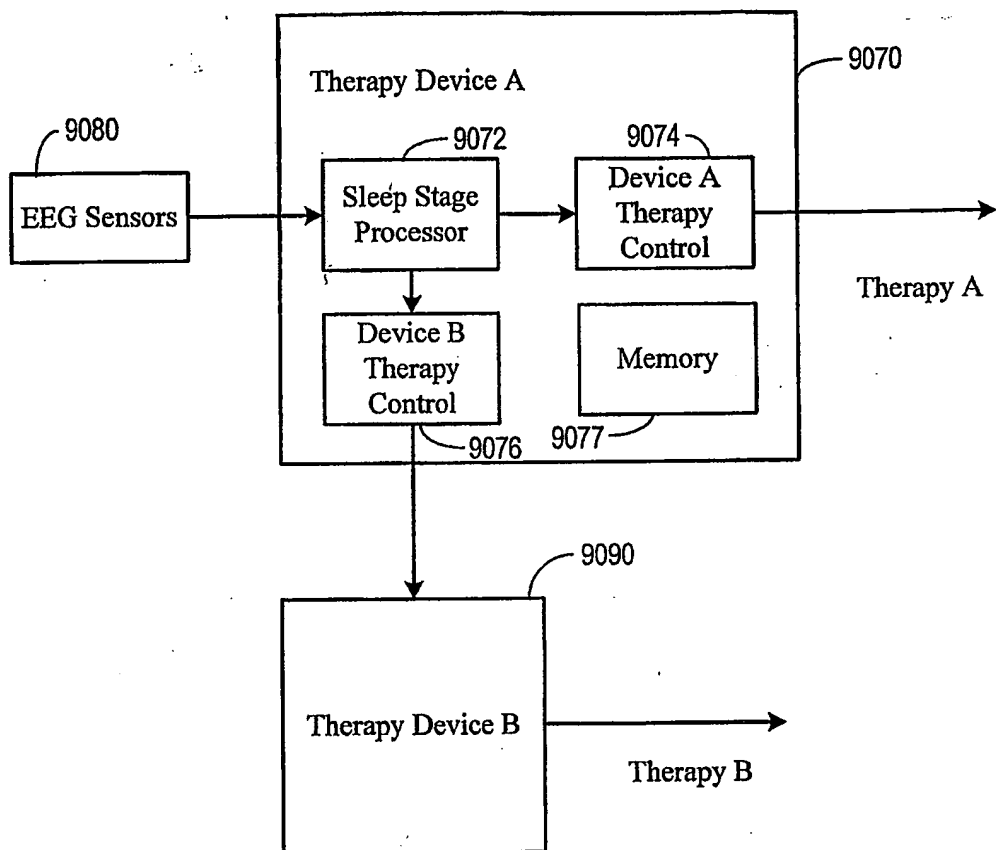 9070
Therapy Device A
9080
9072
9074
EEG Sensors
Sleep Stage
Processor
Device A
Therapy
Control
Therapy A
Device B
Therapy
Control
Memory
9076
9077
9090
Therapy Device B
Therapy B